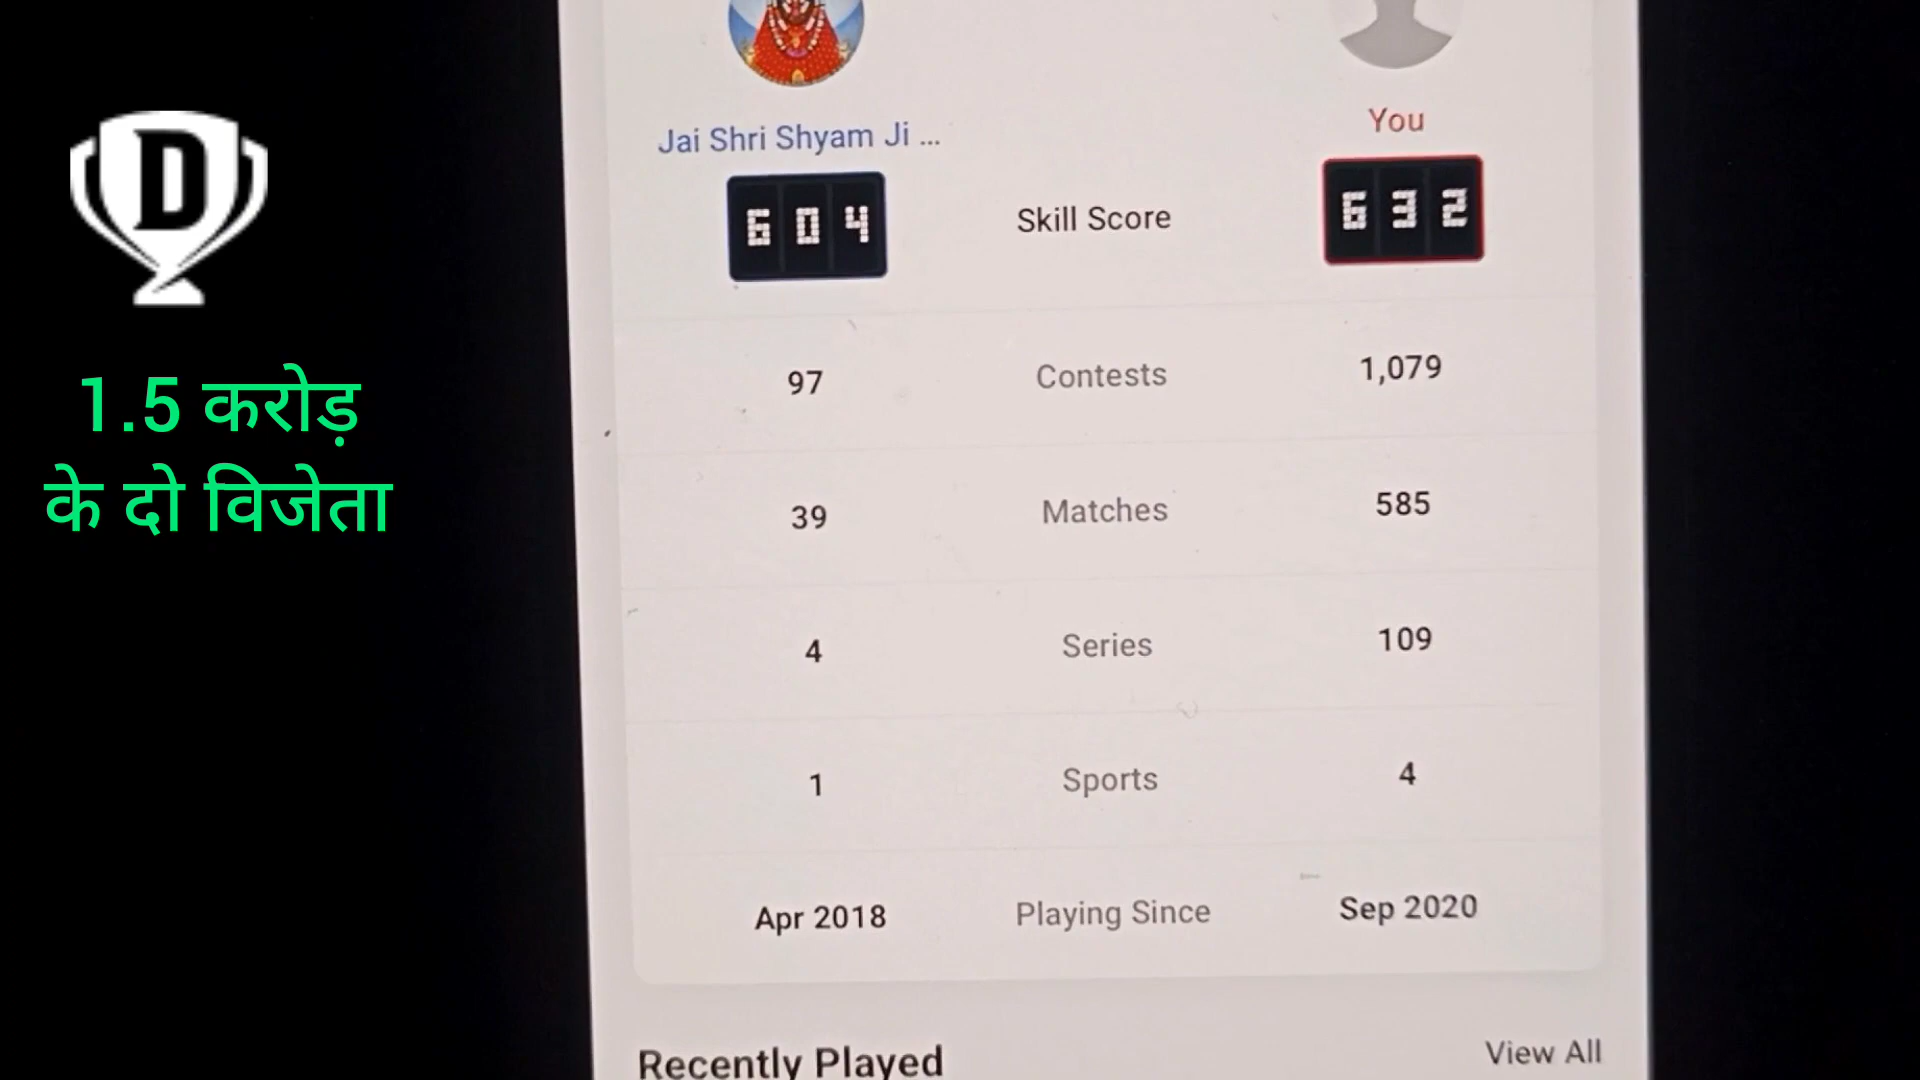 D
1.5 करोड़
के दो विजेता
Jai Shri Shyam Ji ...
You
604 Skill Score 632
97 Contests 1,079
39 Matches 585
4 Series 109
1 Sports 4
Apr 2018 Playing Since Sep 2020
Recently Played View All